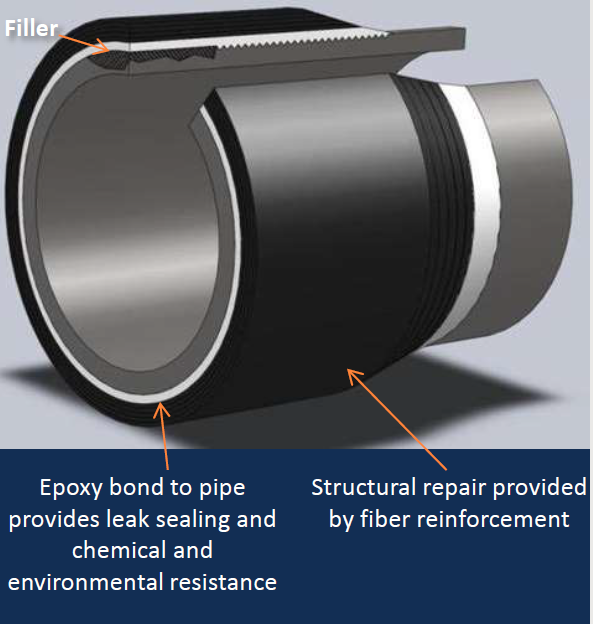 Filler
Epoxy bond to pipe
provides leak sealing and
chemical and
environmental resistance
Structural repair provided
by fiber reinforcement